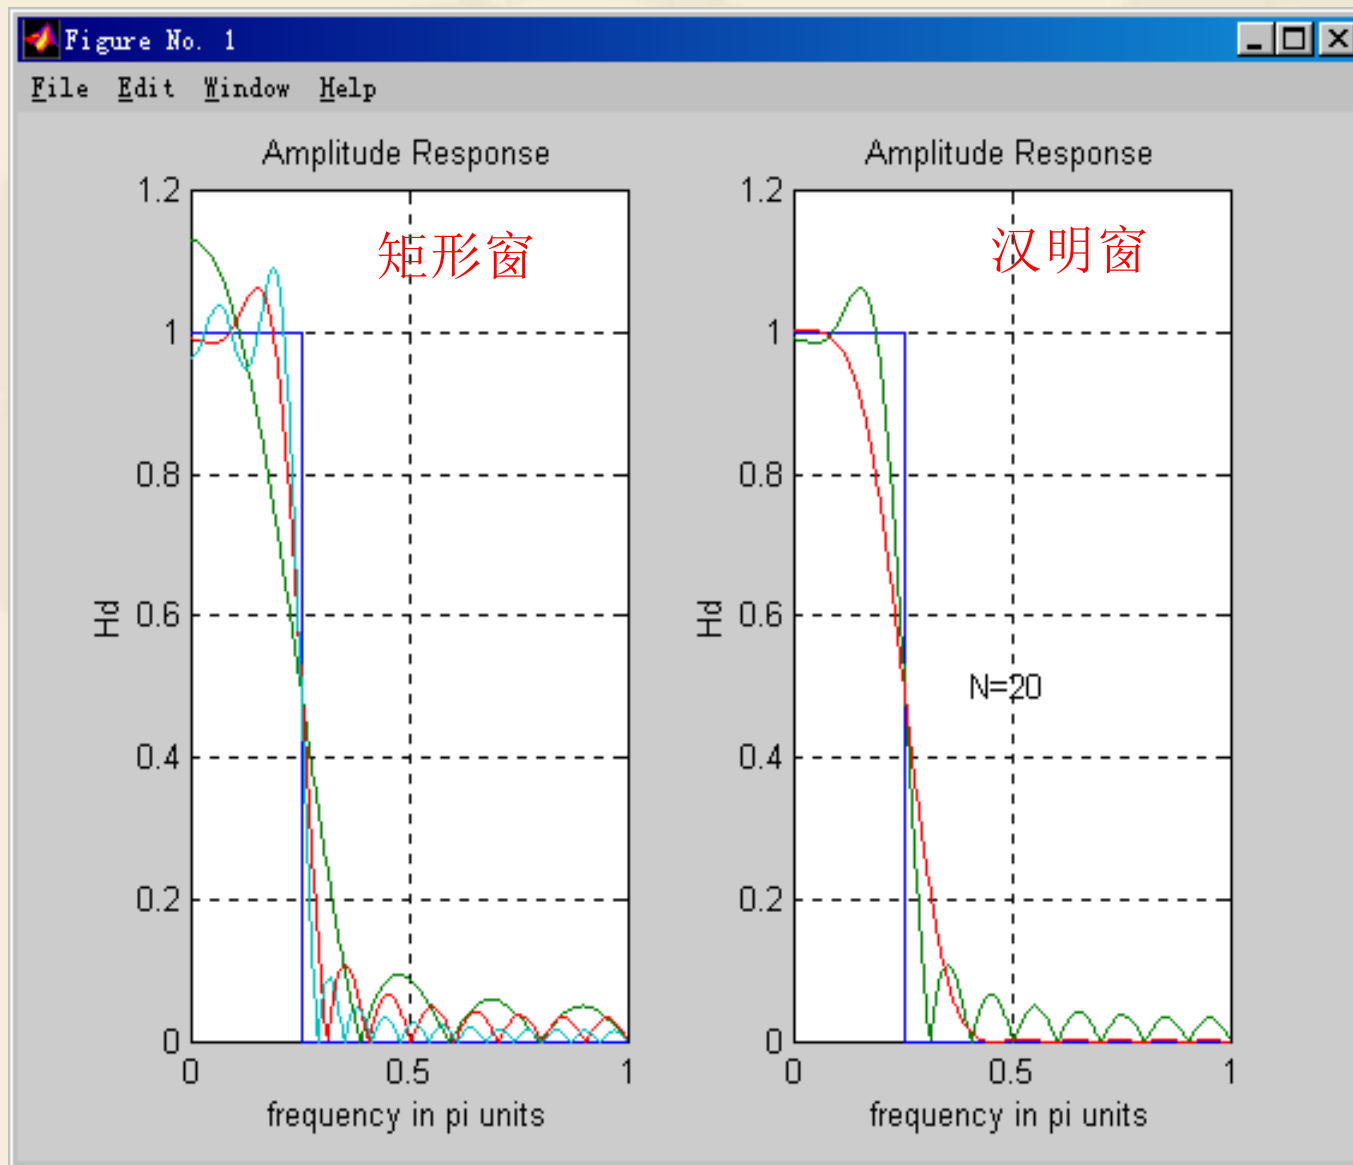 Figure No. 1
File Edit Window Help
Amplitude Response
矩形窗
1.2
1
0.8
0.6
0.4
0.2
0
Hd
0 0.5 1
frequency in pi units
Amplitude Response
汉明窗
1.2
1
0.8
0.6
0.4
0.2
0
Hd
N=20
0 0.5 1
frequency in pi units